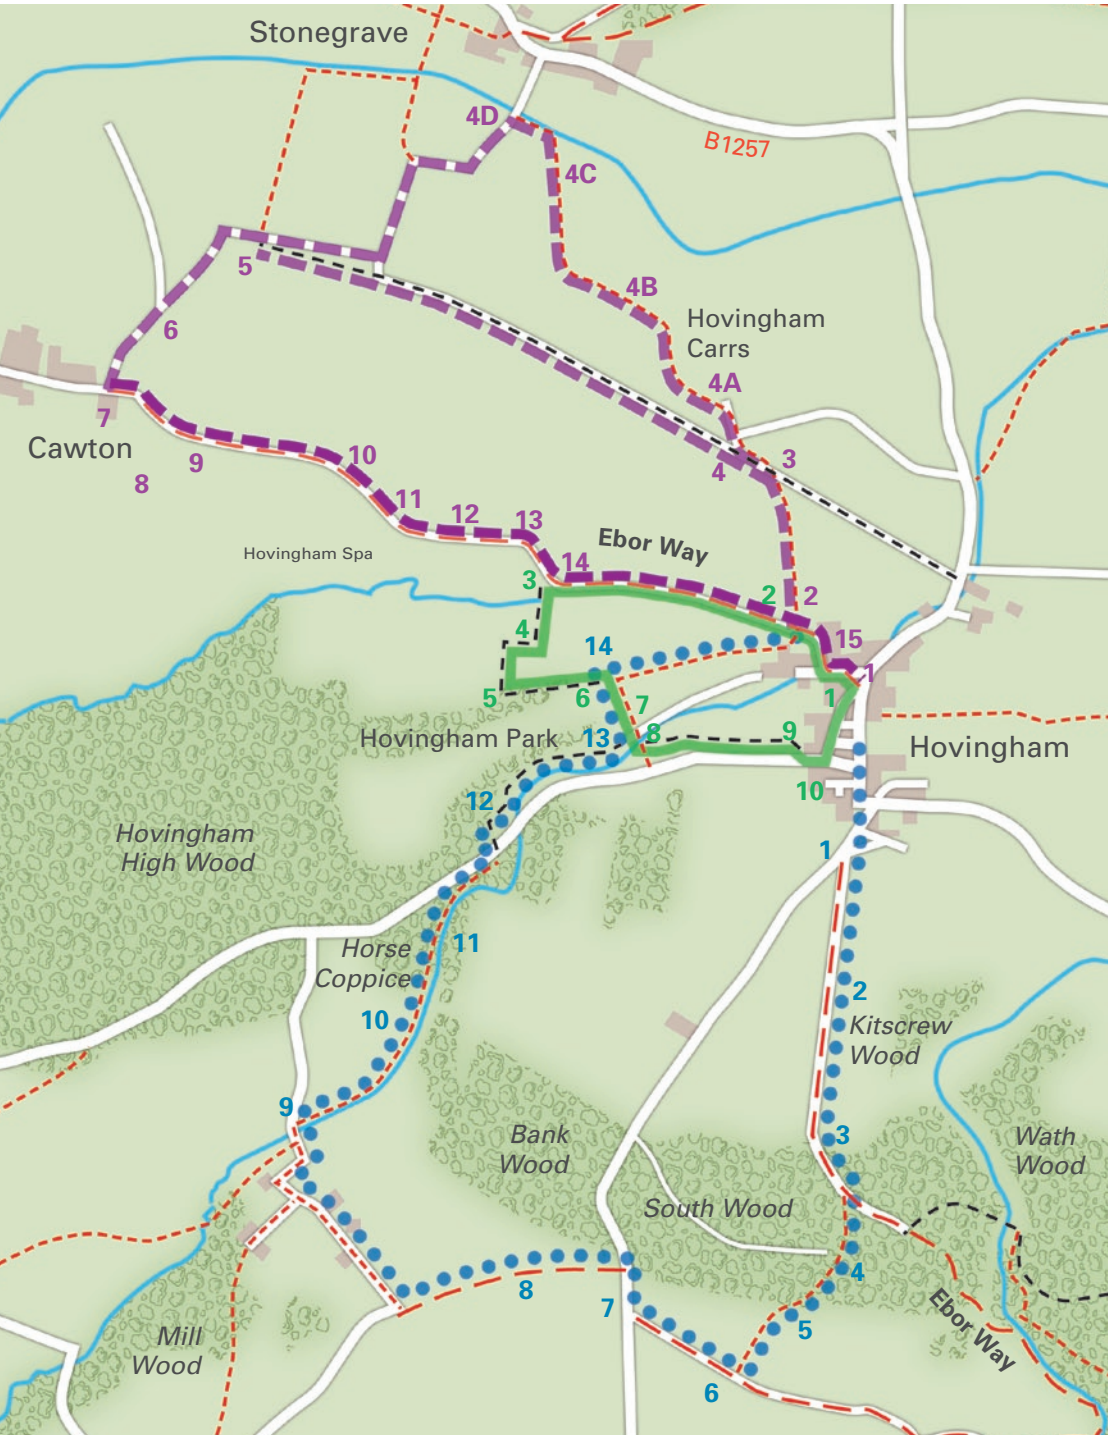 Stonegrave
4D
B1257
4C
5
4B
Hovingham
Carrs
6
4A
7
Cawton
3
4
9
10
8
11
12
13
Ebor Way
Hovingham Spa
14
3
2
2
4
15
14
1
5
6
7
1
8
9
Hovingham Park
13
Hovingham
10
12
Hovingham
High Wood
1
11
Horse
Coppice
2
10
Kitscrew
Wood
9
3
Bank
Wood
Wath
Wood
South Wood
4
8
7
5
Ebor Way
Mill
Wood
6